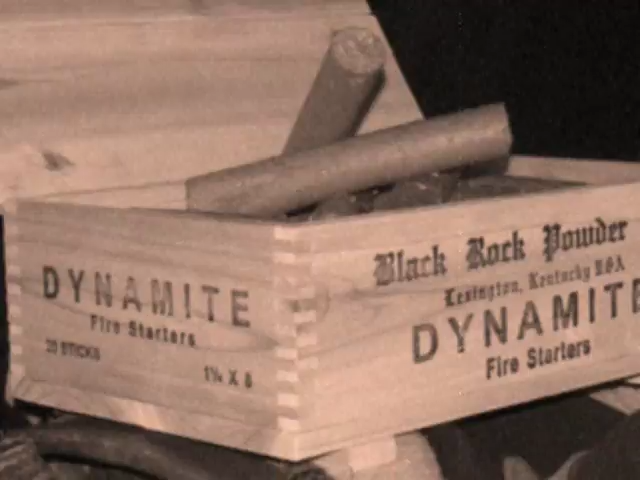 DYNAMITE
Fire Starters
20 STICKS
1¼ X 8
Black Rock Powder
Lexington, Kentucky USA
DYNAMITE
Fire Starters